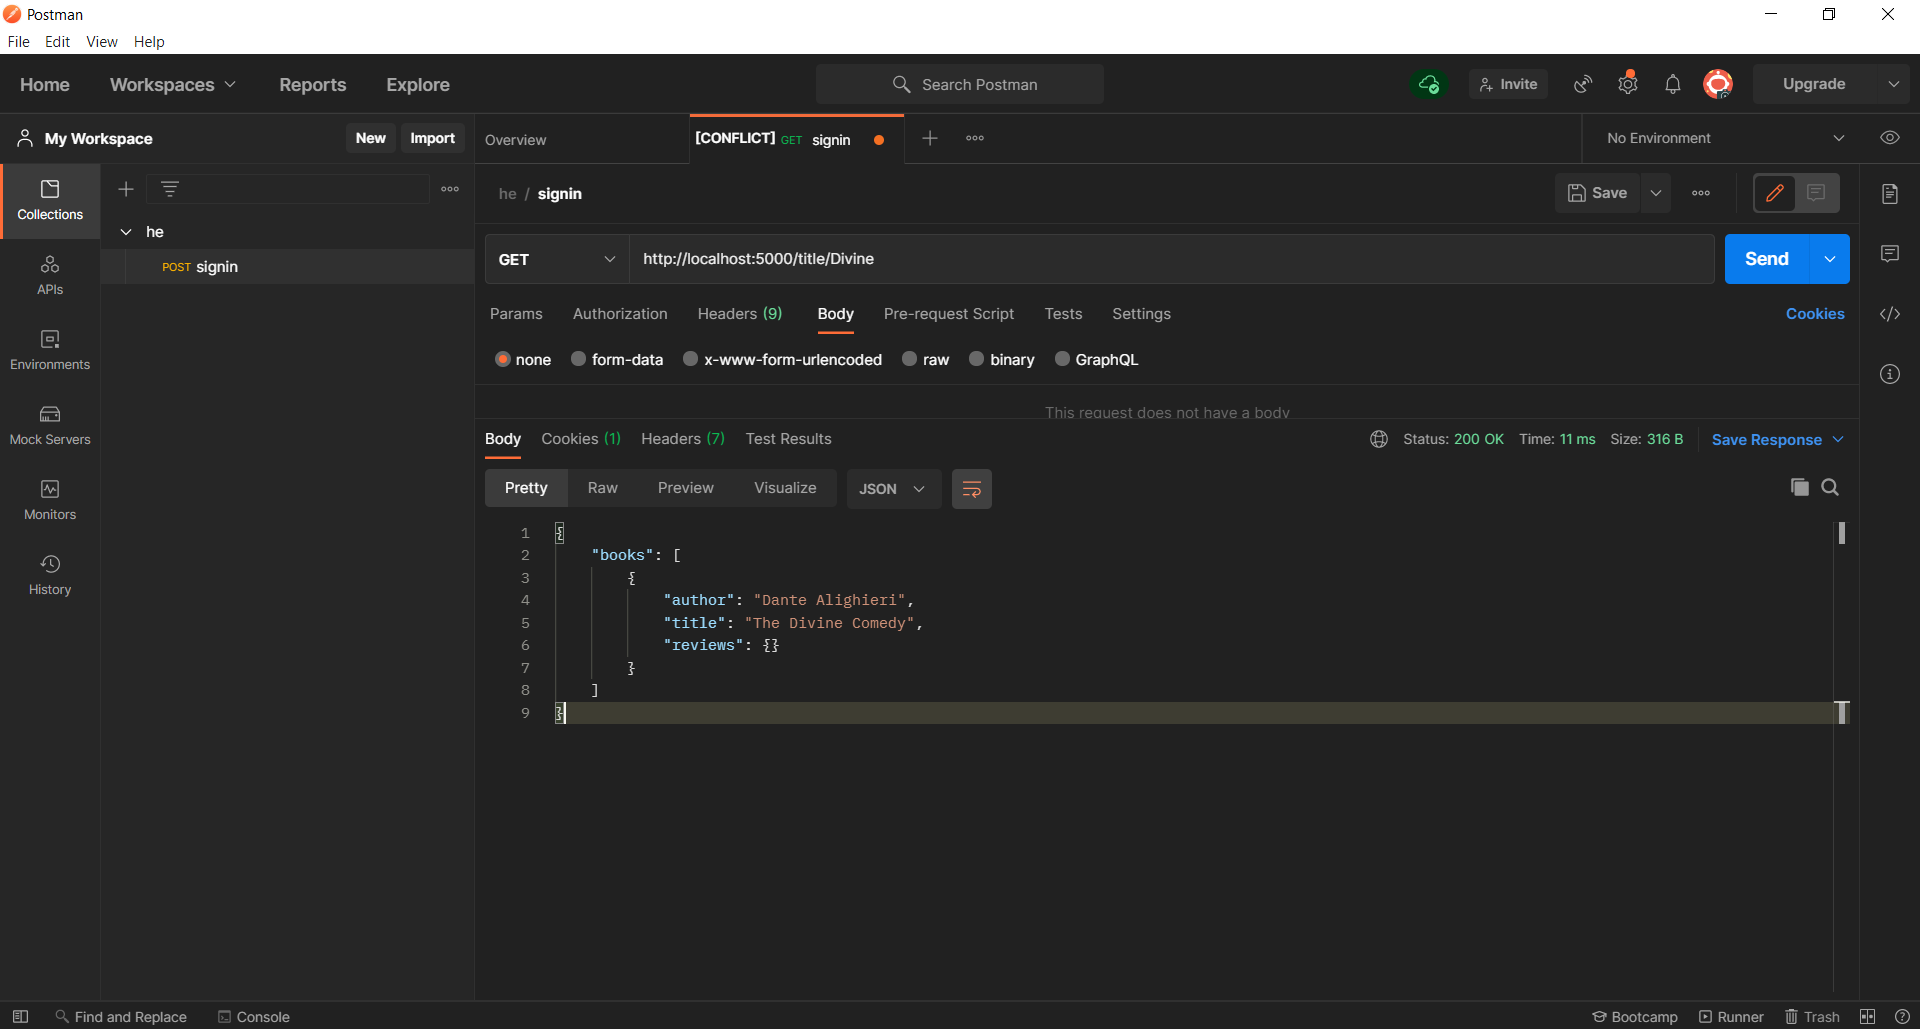 Postman
File Edit View Help
Home Workspaces Reports Explore Search Postman Invite Upgrade
My Workspace New Import Overview [CONFLICT] GET signin No Environment
Collections
APIs
Environments
Mock Servers
Monitors
History
he
POST signin
he / signin Save
GET http://localhost:5000/title/Divine Send
Params Authorization Headers (9) Body Pre-request Script Tests Settings Cookies
none form-data x-www-form-urlencoded raw binary GraphQL
This request does not have a body
Body Cookies (1) Headers (7) Test Results Status: 200 OK Time: 11 ms Size: 316 B Save Response
Pretty Raw Preview Visualize JSON
1 {
2 "books": [
3 {
4 "author": "Dante Alighieri",
5 "title": "The Divine Comedy",
6 "reviews": {}
7 }
8 ]
9 }
Find and Replace Console Bootcamp Runner Trash